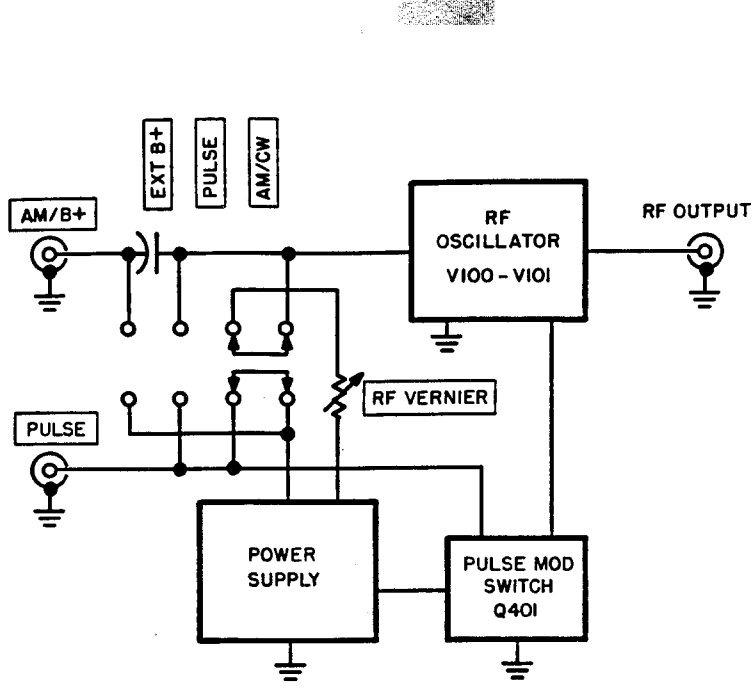 EXT B+
PULSE
AM/CW
AM/B+
RF
OSCILLATOR
V100-V101
RF OUTPUT
RF VERNIER
PULSE
POWER
SUPPLY
PULSE MOD
SWITCH
Q401